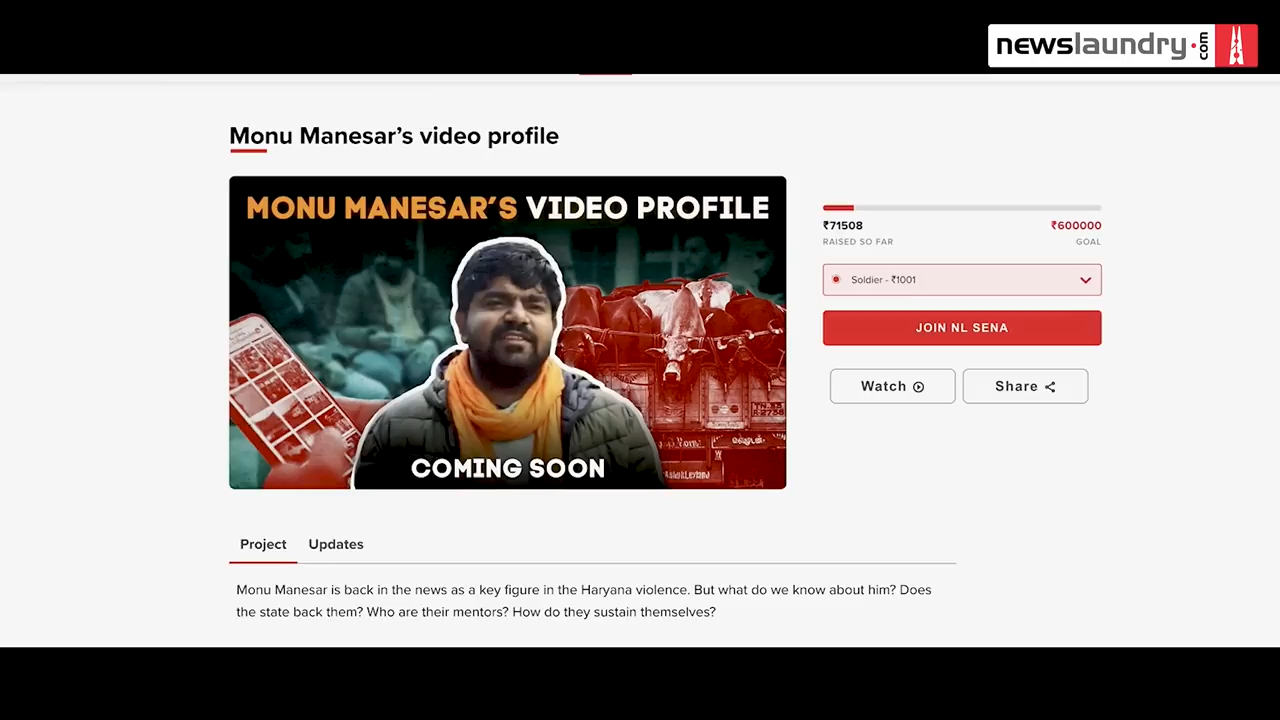 newslaundry.com
Monu Manesar's video profile
MONU MANESAR'S VIDEO PROFILE
COMING SOON
₹71508
₹600000
RAISED SO FAR
GOAL
Soldier - ₹1001
JOIN NL SENA
Watch
Share
Project
Updates
Monu Manesar is back in the news as a key figure in the Haryana violence. But what do we know about him? Does
the state back them? Who are their mentors? How do they sustain themselves?